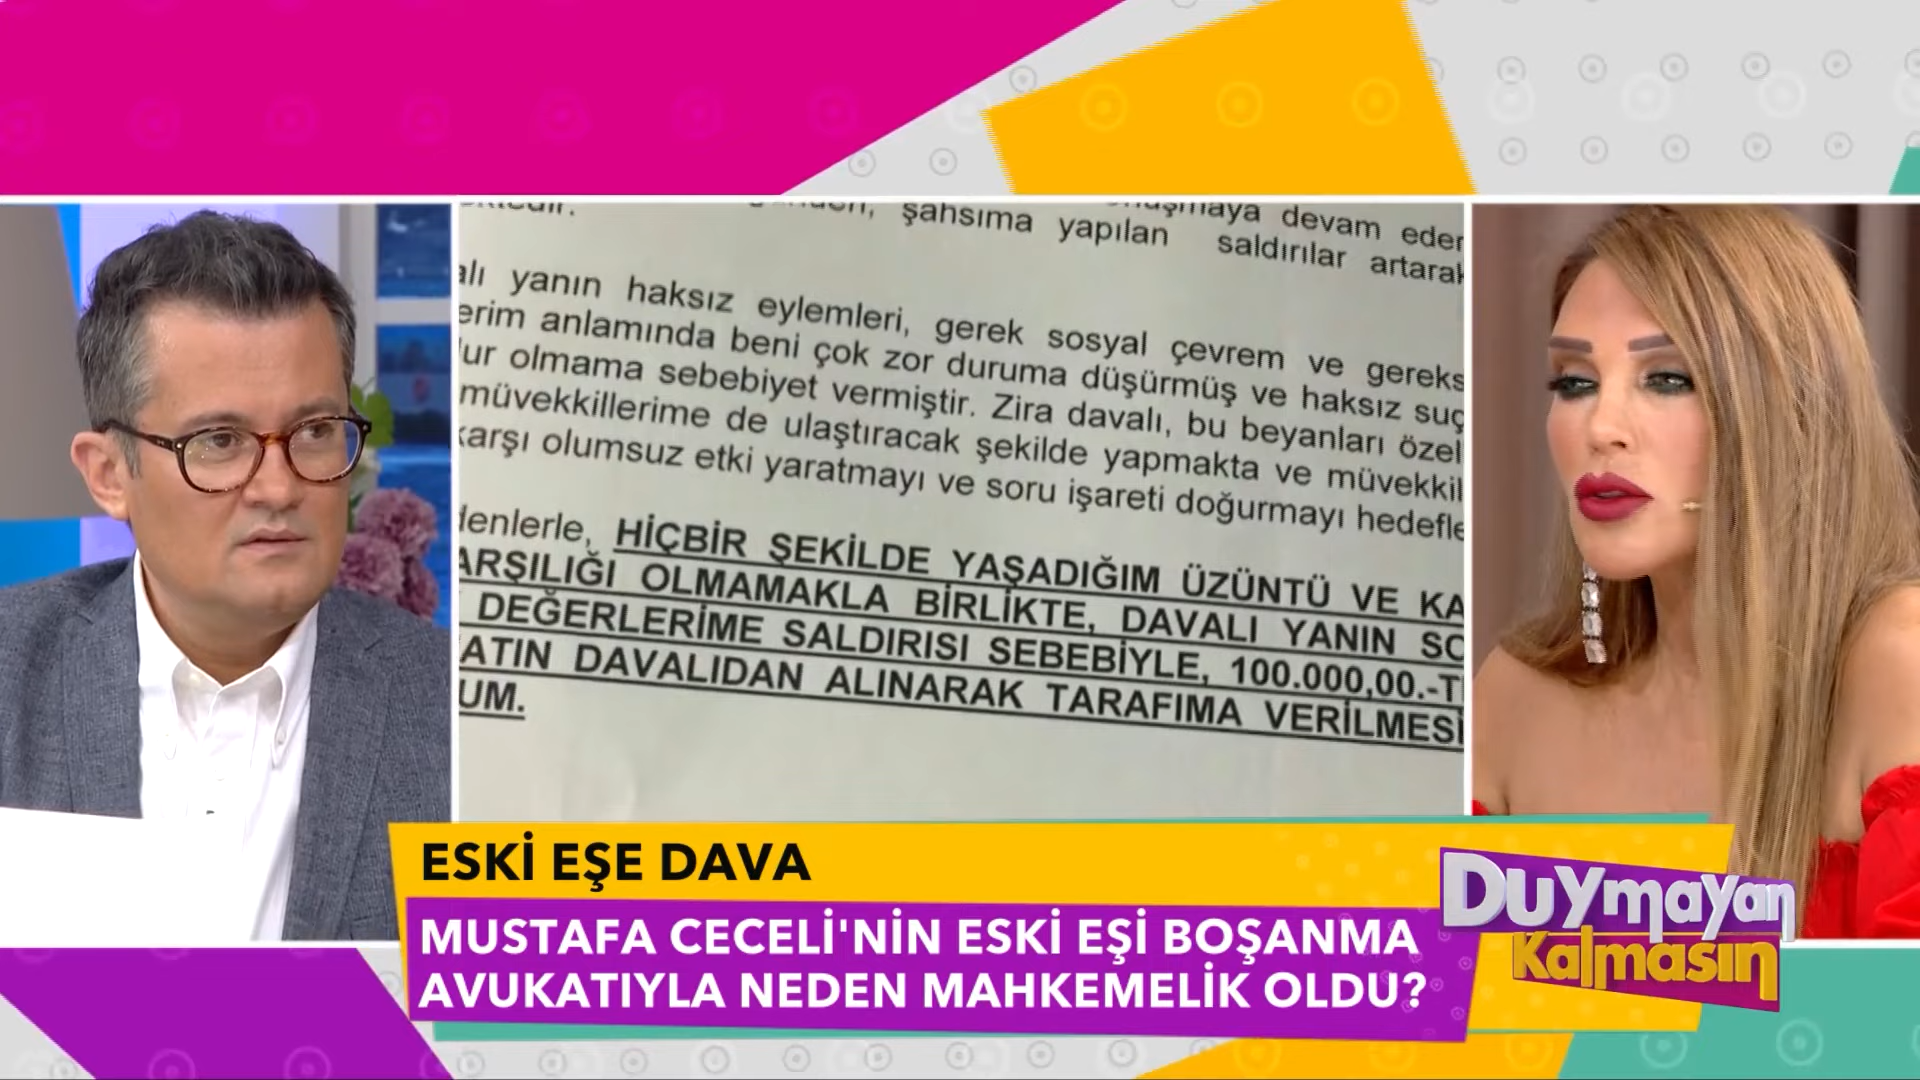 şahsıma yapılan saldırılar
devam
yanın haksız eylemleri, gerek sosyal çevrem ve
anlamında beni çok zor duruma düşürmüş ve haksız
olmama sebebiyet vermiştir. Zira davalı, bu beyanları
müvekkillerime de ulaştıracak şekilde yapmakta ve
karşı olumsuz etki yaratmayı ve soru işareti doğurmayı
HİÇBİR ŞEKİLDE YAŞADIĞIM ÜZÜNTÜ VE
OLMAMAKLA BİRLİKTE, DAVALI YANIN
DEĞERLERİME SALDIRISI SEBEBİYLE, 100.000,00.-
DAVALIDAN ALINARAK TARAFIMA
ESKİ EŞE DAVA
MUSTAFA CECELİ'NİN ESKİ EŞİ BOŞANMA
AVUKATIYLA NEDEN MAHKEMELİK OLDU?
Duymayan
Kalmasın